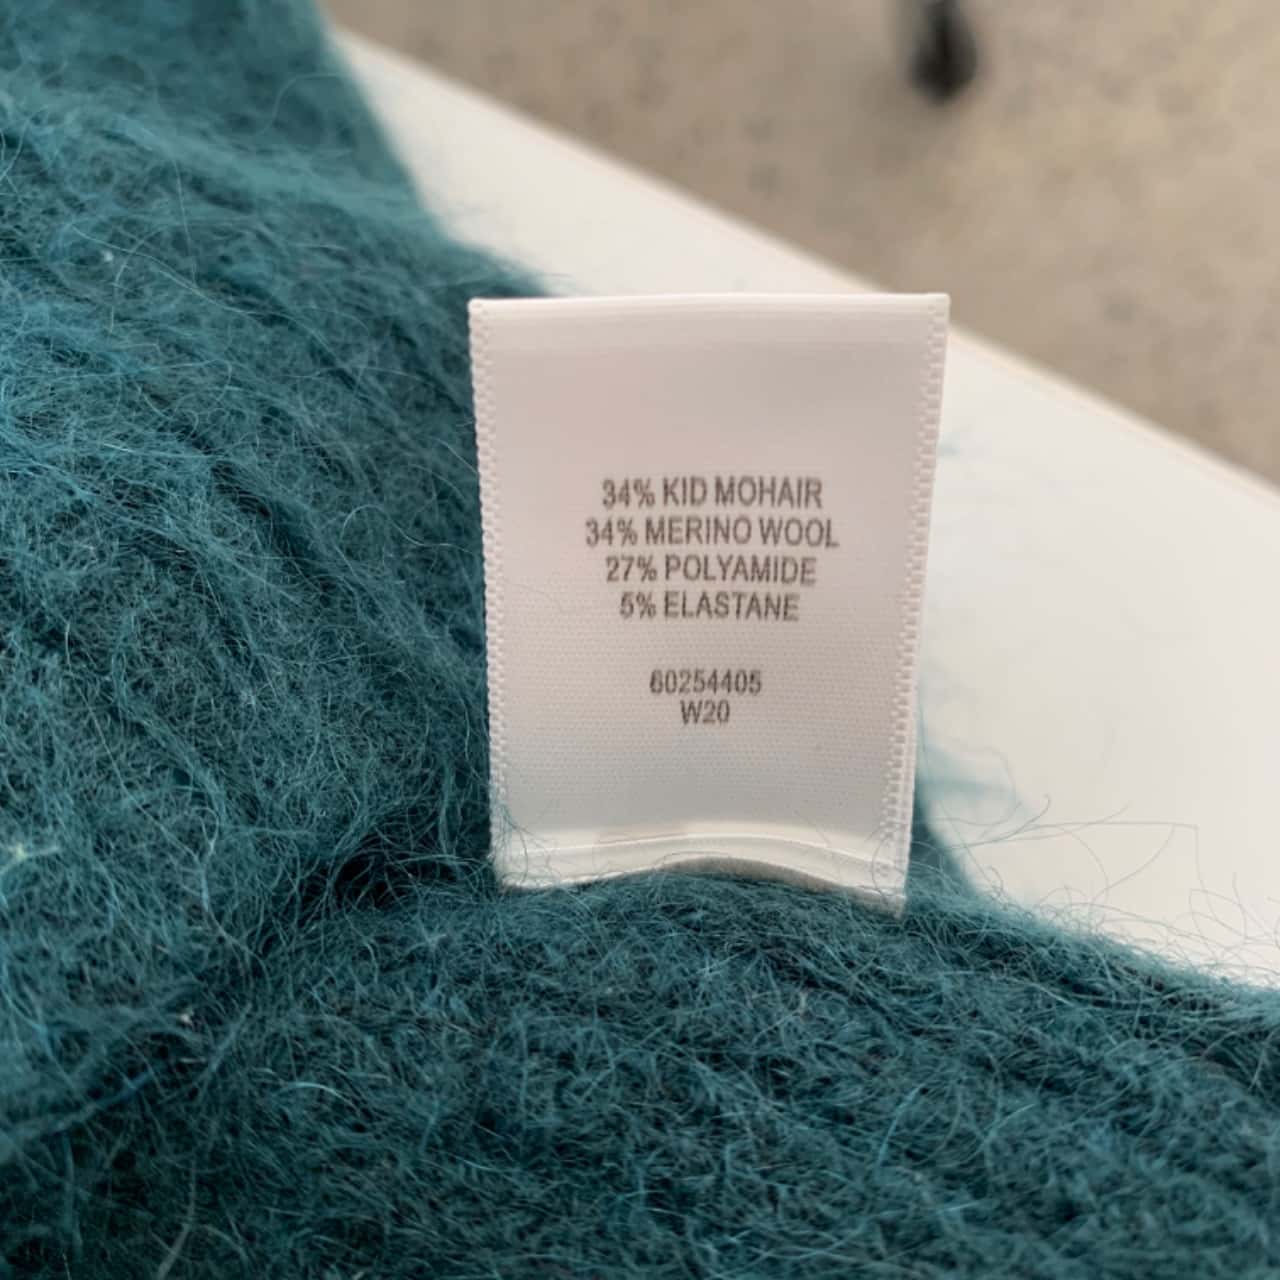 34% KID MOHAIR
34% MERINO WOOL
27% POLYAMIDE
5% ELASTANE
60254405
W20